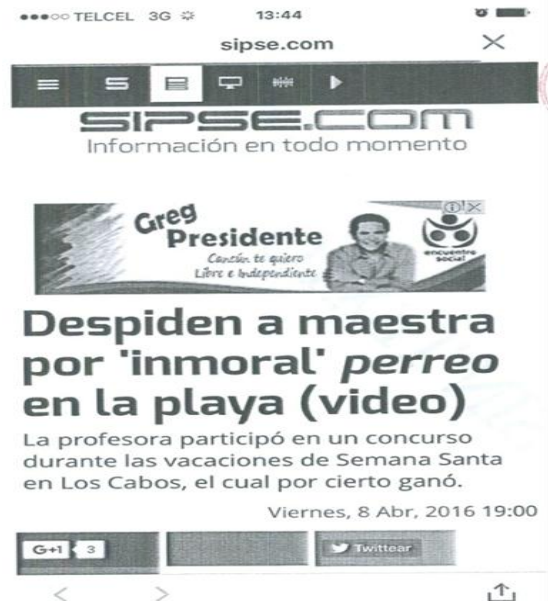 TELCEL 3G 13:44
sipse.com
SIPSE.COM
Información en todo momento
Greg
Presidente
Cancún te quiero
Libre e Independiente
encuentro
social
Despiden a maestra
por 'inmoral' perreo
en la playa (video)
La profesora participó en un concurso
durante las vacaciones de Semana Santa
en Los Cabos, el cual por cierto ganó.
Viernes, 8 Abr, 2016 19:00
G+1 3
Twittear